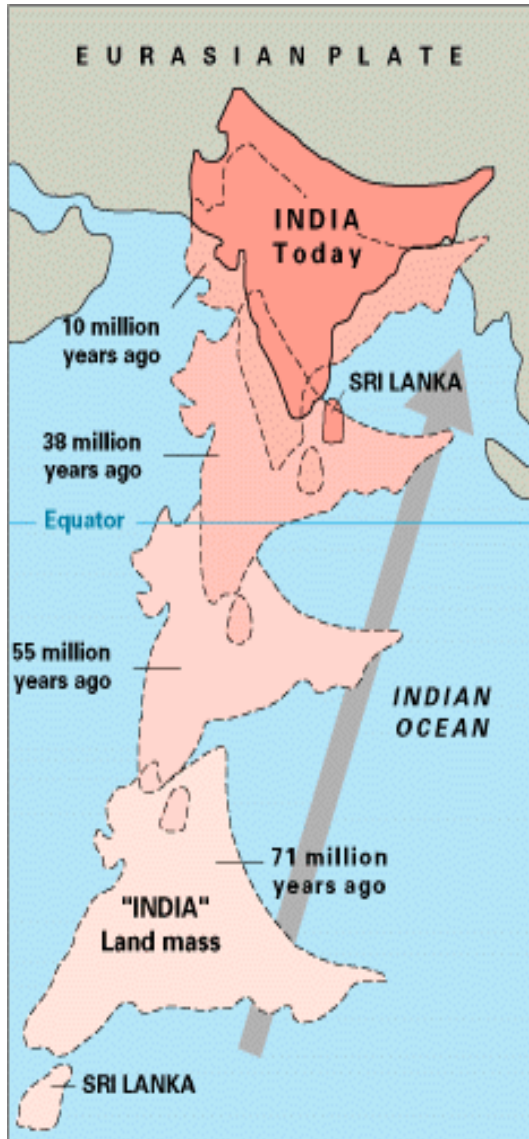 EURASIAN PLATE
INDIA
Today
10 million
years ago
SRI LANKA
38 million
years ago
Equator
55 million
years ago
INDIAN
OCEAN
71 million
years ago
"INDIA"
Land mass
SRI LANKA